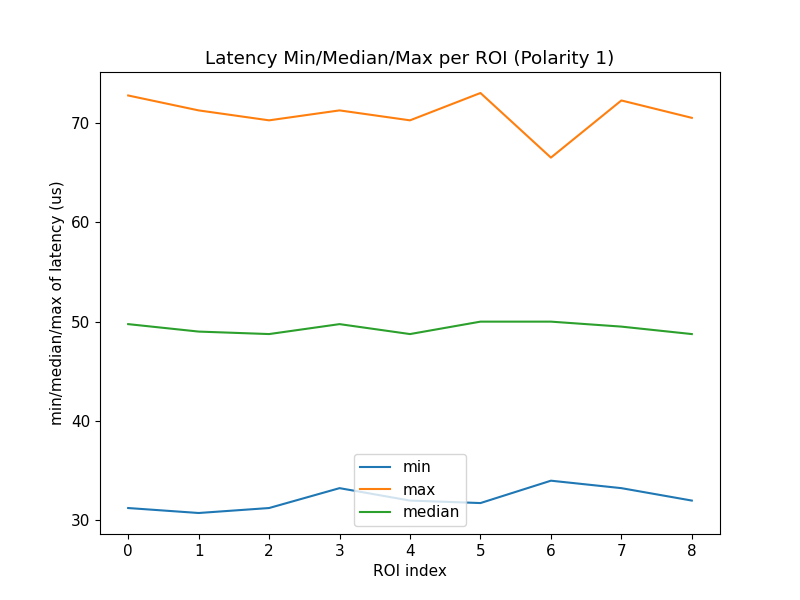 Latency Min/Median/Max per ROI (Polarity 1)
min/median/max of latency (us)
70
60
50
40
30
min
max
median
0 1 2 3 4 5 6 7 8
ROI index